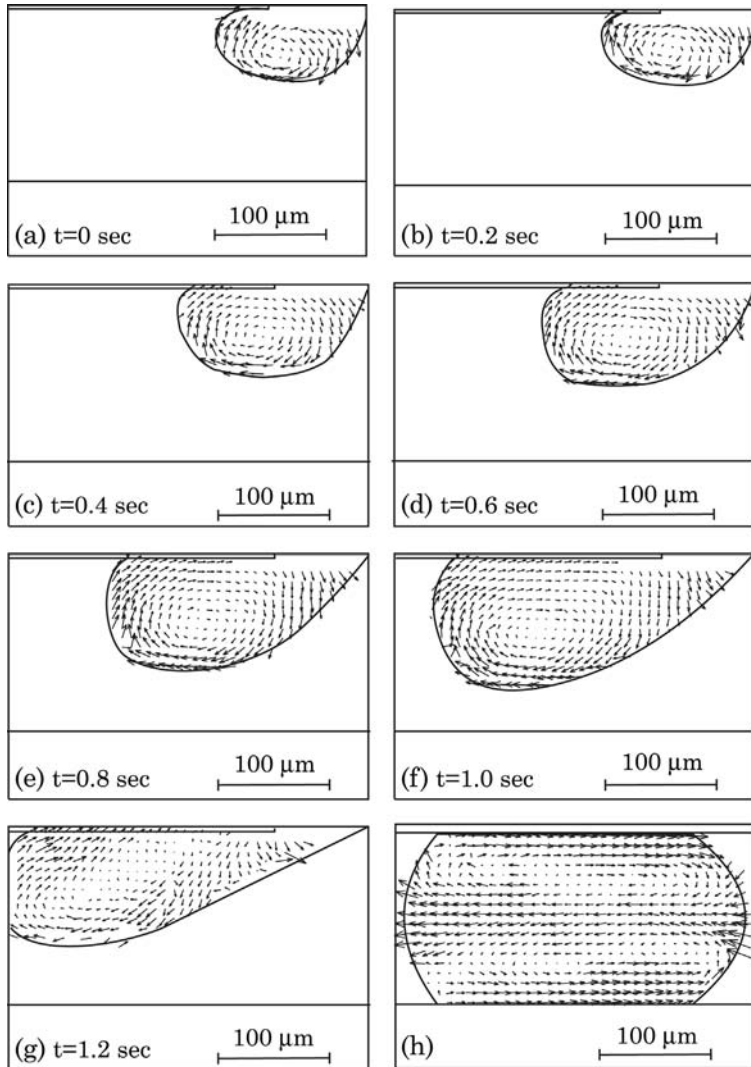 100 μm
(a) t=0 sec
100 μm
(b) t=0.2 sec
100 μm
(c) t=0.4 sec
100 μm
(d) t=0.6 sec
100 μm
(e) t=0.8 sec
100 μm
(f) t=1.0 sec
100 μm
(g) t=1.2 sec
100 μm
(h)